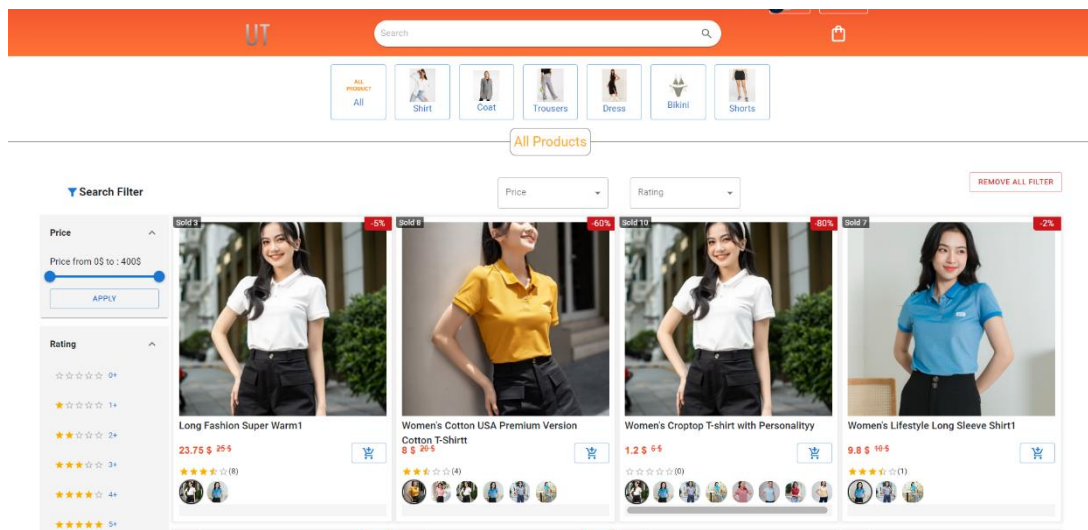 UT
Search
ALL PRODUCT
All
Shirt
Coat
Trousers
Dress
Bikini
Shorts
All Products
Search Filter
Price
Rating
REMOVE ALL FILTER
Price
Price from 0$ to : 400$
APPLY
Rating
0+
1+
2+
3+
4+
5+
Sold 3
-5%
Long Fashion Super Warm1
23.75 $ 25 $
(8)
Sold 8
-60%
Women's Cotton USA Premium Version
Cotton T-Shirtt
8 $ 20 $
(4)
Sold 10
-80%
Women's Croptop T-shirt with Personalityy
1.2 $ 6 $
(0)
Sold 7
-2%
Women's Lifestyle Long Sleeve Shirt1
9.8 $ 10 $
(1)